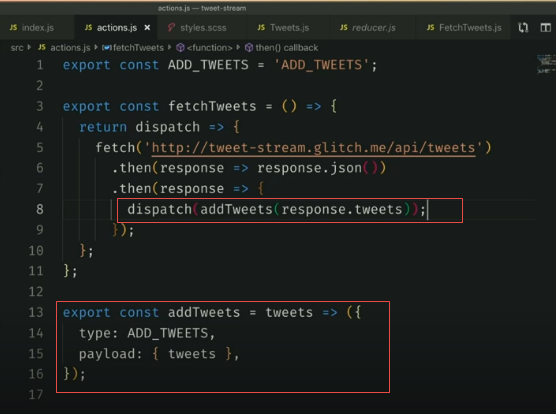 actions.js — tweet-stream
JS index.js JS actions.js × styles.scss JS Tweets.js JS reducer.js JS FetchTweets.js
src > JS actions.js > fetchTweets > <function> > then() callback
1 export const ADD_TWEETS = 'ADD_TWEETS';
2
3 export const fetchTweets = () => {
4 return dispatch => {
5 fetch('http://tweet-stream.glitch.me/api/tweets')
6 .then(response => response.json())
7 .then(response => {
8 dispatch(addTweets(response.tweets));
9 });
10 };
11 };
12
13 export const addTweets = tweets => ({
14 type: ADD_TWEETS,
15 payload: { tweets },
16 });
17